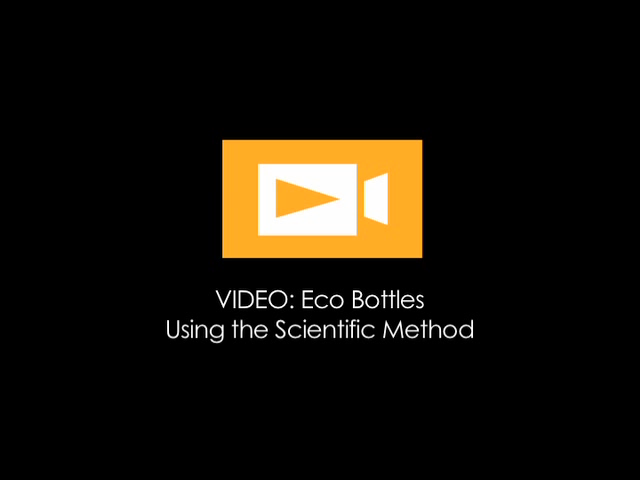 VIDEO: Eco Bottles
Using the Scientific Method